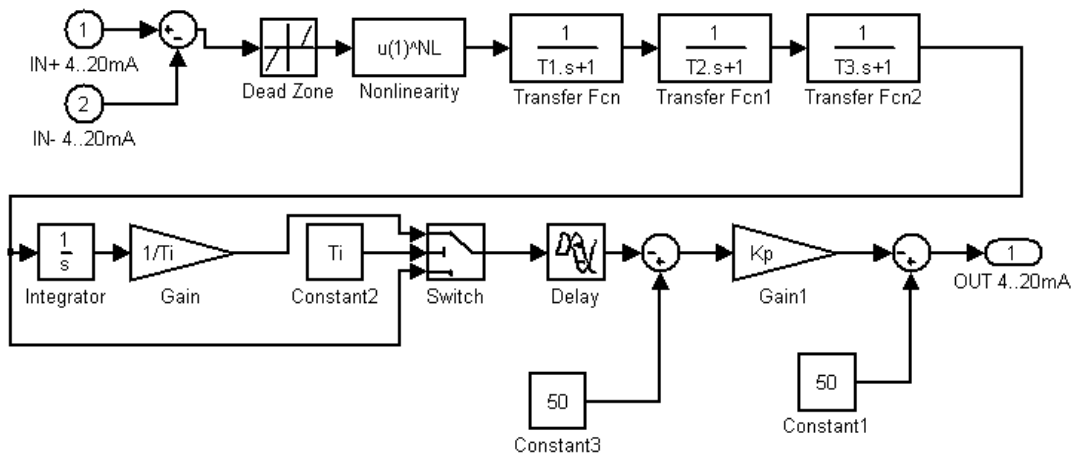 1
IN+ 4..20mA
2
IN- 4..20mA
+
-
Dead Zone
u(1)^NL
Nonlinearity
1
T1.s+1
Transfer Fcn
1
T2.s+1
Transfer Fcn1
1
T3.s+1
Transfer Fcn2
1
s
Integrator
1/Ti
Gain
Ti
Constant2
Switch
Delay
-
+
Kp
Gain1
-
+
1
OUT 4..20mA
50
Constant3
50
Constant1